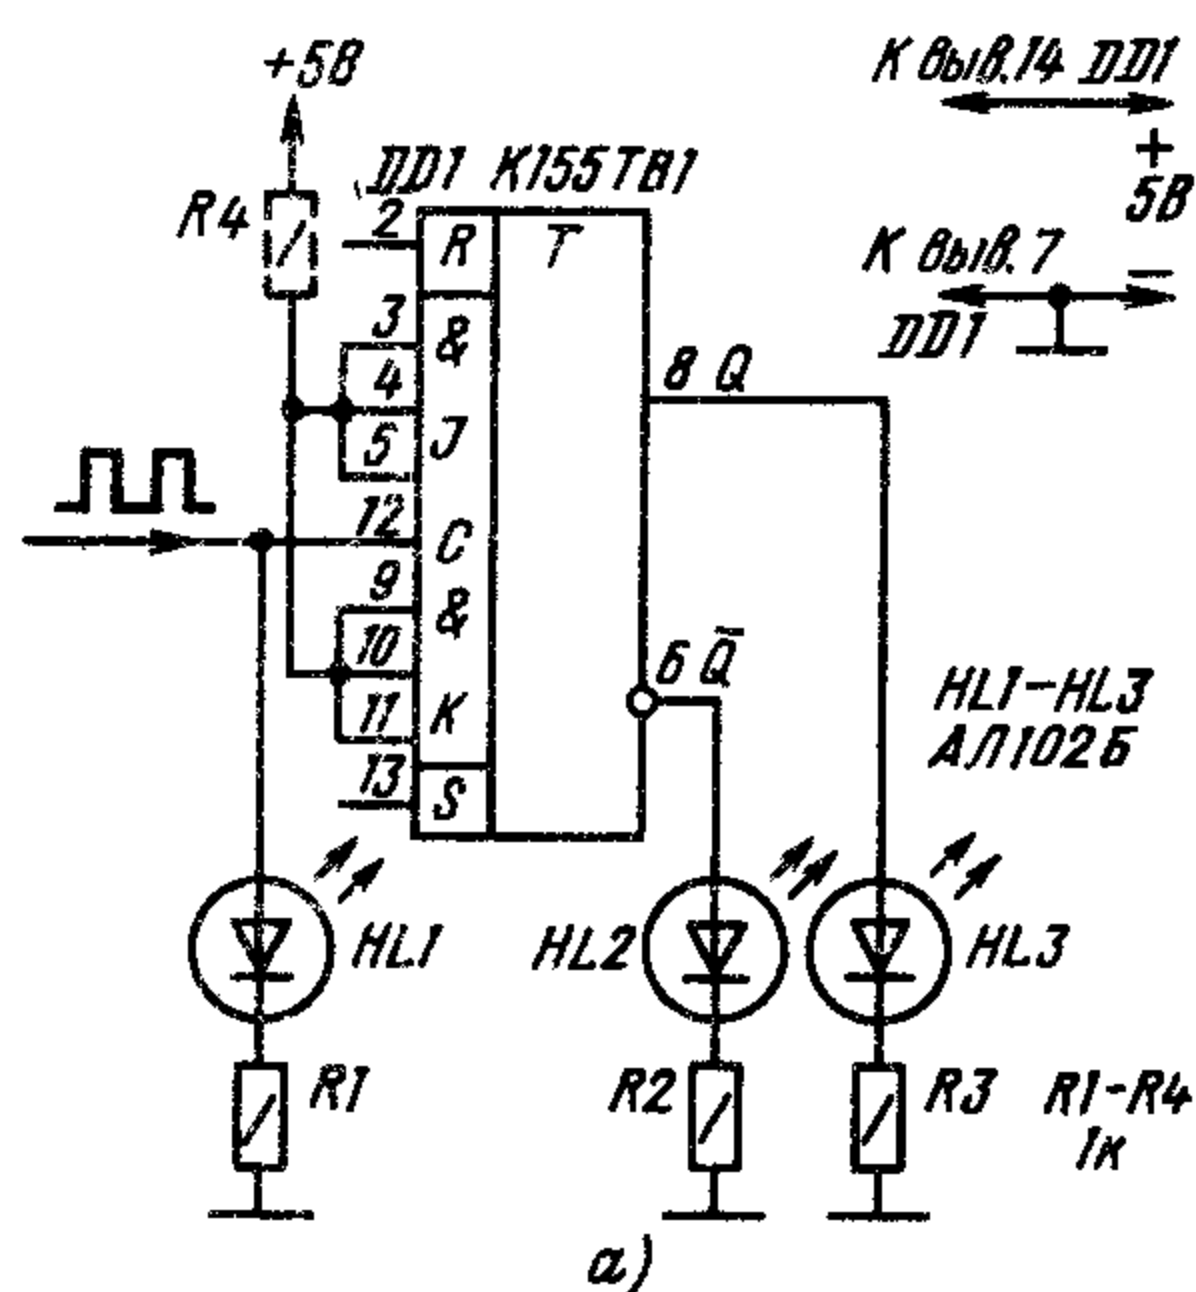 +5В
К выв.14 DD1
+
5В
К выв.7
−
DD1
DD1 К155ТВ1
R4
2
R
T
3
&
4
5
J
8 Q
12
C
9
&
10
6 Q̅
11
K
13
S
HL1-HL3
АЛ102Б
HL1
HL2
HL3
R1
R2
R3
R1-R4
1к
а)